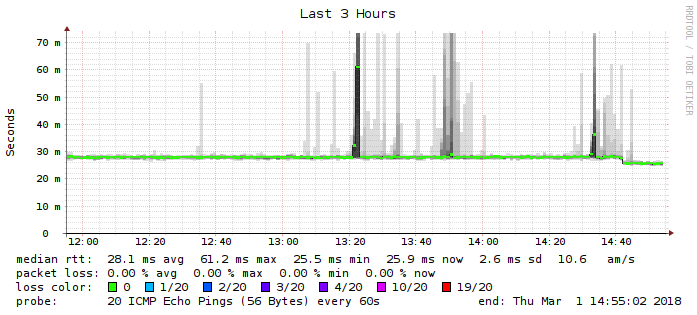 Last 3 Hours
RRDTOOL / TOBI OETIKER
Seconds
70 m
60 m
50 m
40 m
30 m
20 m
10 m
0
12:00 12:20 12:40 13:00 13:20 13:40 14:00 14:20 14:40
median rtt: 28.1 ms avg 61.2 ms max 25.5 ms min 25.9 ms now 2.6 ms sd 10.6 am/s
packet loss: 0.00 % avg 0.00 % max 0.00 % min 0.00 % now
loss color: 0 1/20 2/20 3/20 4/20 10/20 19/20
probe: 20 ICMP Echo Pings (56 Bytes) every 60s end: Thu Mar 1 14:55:02 2018